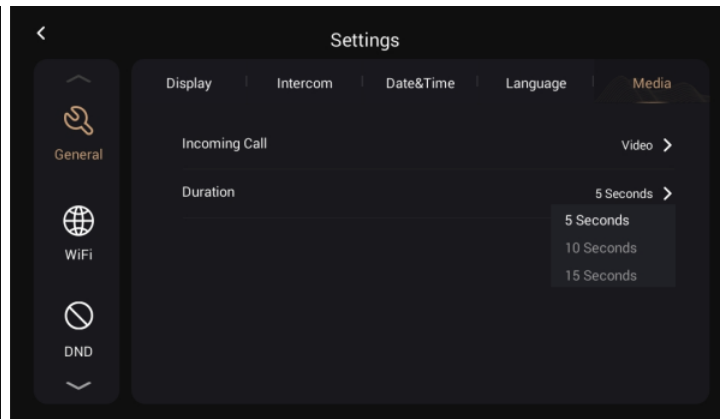 Settings
Display Intercom Date&Time Language Media
General
Incoming Call Video
Duration 5 Seconds
5 Seconds
WiFi
10 Seconds
15 Seconds
DND